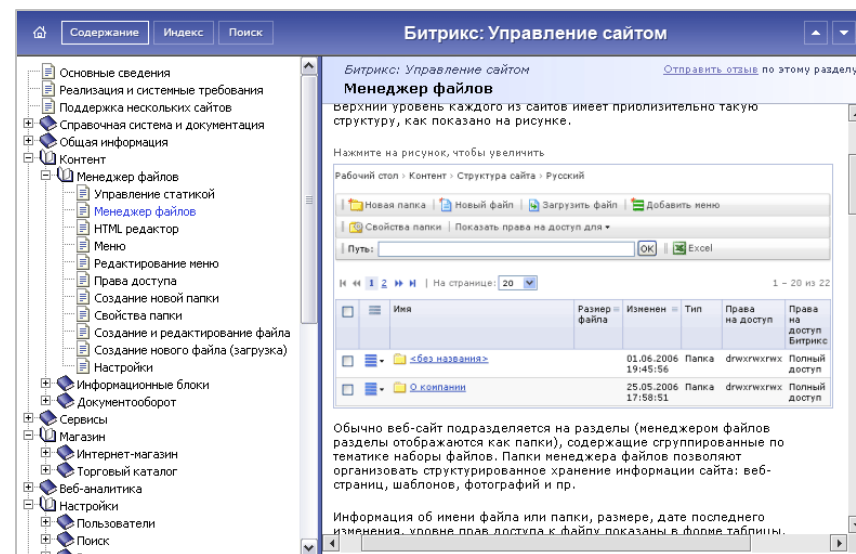 Содержание Индекс Поиск Битрикс: Управление сайтом
Основные сведения
Реализация и системные требования
Поддержка нескольких сайтов
Справочная система и документация
Общая информация
Контент
Менеджер файлов
Управление статикой
Менеджер файлов
HTML редактор
Меню
Редактирование меню
Права доступа
Создание новой папки
Свойства папки
Создание и редактирование файла
Создание нового файла (загрузка)
Настройки
Информационные блоки
Документооборот
Сервисы
Магазин
Интернет-магазин
Торговый каталог
Веб-аналитика
Настройки
Пользователи
Поиск
Битрикс: Управление сайтом Отправить отзыв по этому разделу
Менеджер файлов
Верхний уровень каждого из сайтов имеет приблизительно такую
структуру, как показано на рисунке.
Нажмите на рисунок, чтобы увеличить
Рабочий стол › Контент › Структура сайта › Русский
Новая папка | Новый файл | Загрузить файл | Добавить меню
Свойства папки | Показать права на доступ для
Путь: OK Excel
1 2 | На странице: 20 1 – 20 из 22
Имя Размер файла Изменен Тип Права на доступ Права на доступ Битрикс
<без названия> 01.06.2006 19:45:56 Папка drwxrwxrwx Полный доступ
О компании 25.05.2006 17:58:51 Папка drwxrwxrwx Полный доступ
Обычно веб-сайт подразделяется на разделы (менеджером файлов
разделы отображаются как папки), содержащие сгруппированные по
тематике наборы файлов. Папки менеджера файлов позволяют
организовать структурированное хранение информации сайта: веб-
страниц, шаблонов, фотографий и пр.
Информация об имени файла или папки, размере, дате последнего
изменения, уровне прав доступа к файлу показаны в форме таблицы.